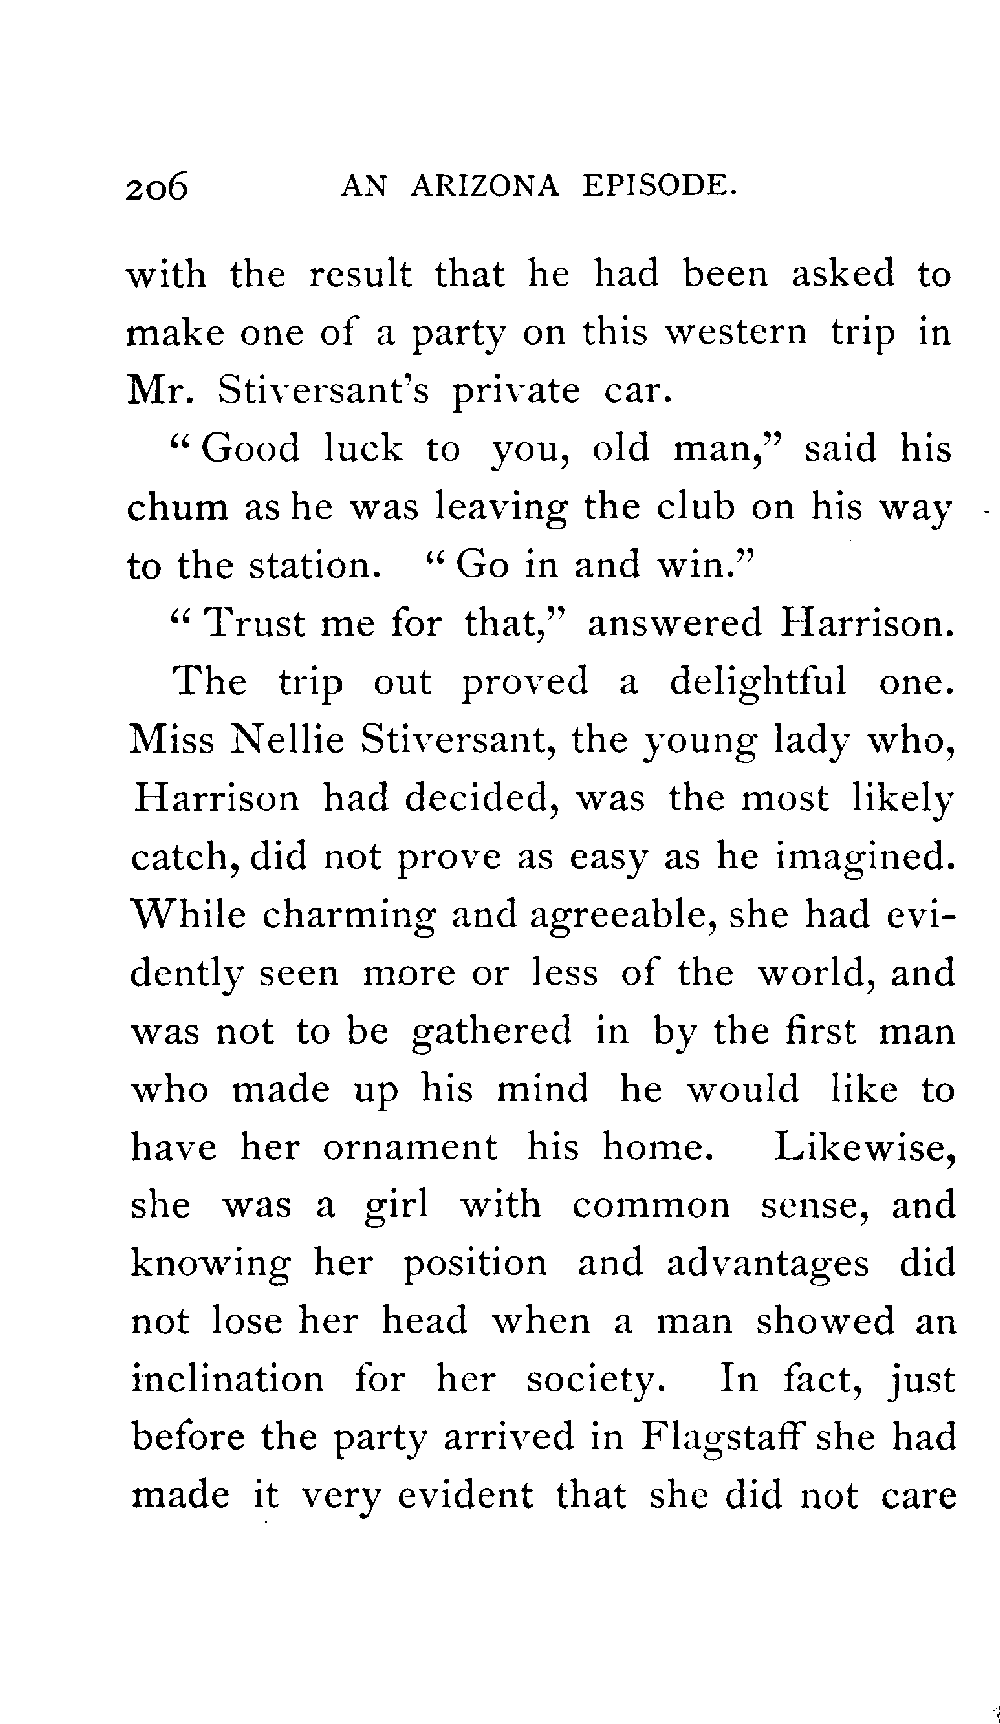 206 AN ARIZONA EPISODE.
with the result that he had been asked to
make one of a party on this western trip in
Mr. Stiversant's private car.
“Good luck to you, old man,” said his
chum as he was leaving the club on his way
to the station. “Go in and win.”
“Trust me for that,” answered Harrison.
The trip out proved a delightful one.
Miss Nellie Stiversant, the young lady who,
Harrison had decided, was the most likely
catch, did not prove as easy as he imagined.
While charming and agreeable, she had evi-
dently seen more or less of the world, and
was not to be gathered in by the first man
who made up his mind he would like to
have her ornament his home. Likewise,
she was a girl with common sense, and
knowing her position and advantages did
not lose her head when a man showed an
inclination for her society. In fact, just
before the party arrived in Flagstaff she had
made it very evident that she did not care